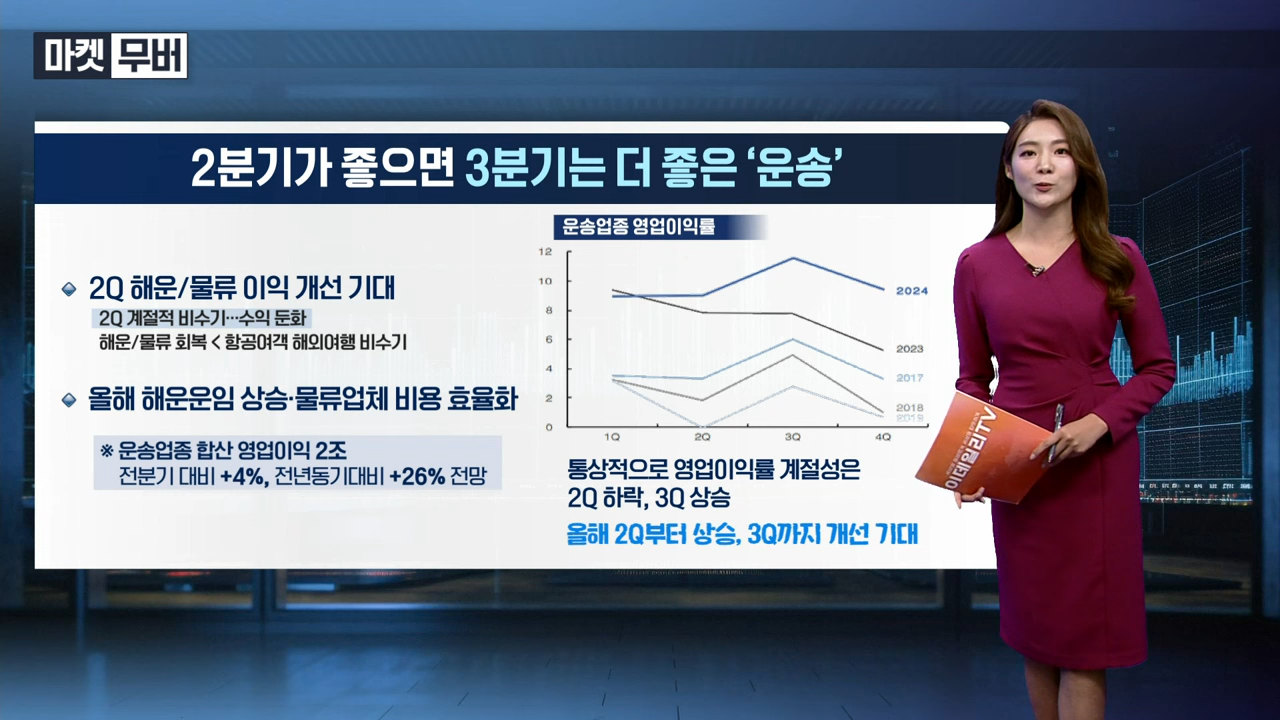 마켓 무버
2분기가 좋으면 3분기는 더 좋은 ‘운송’
2Q 해운/물류 이익 개선 기대
2Q 계절적 비수기…수익 둔화
해운/물류 회복 < 항공여객 해외여행 비수기
올해 해운운임 상승·물류업체 비용 효율화
※ 운송업종 합산 영업이익 2조
전분기 대비 +4%, 전년동기대비 +26% 전망
운송업종 영업이익률
12
10
8
6
4
2
0
1Q 2Q 3Q 4Q
2024
2023
2017
2018
통상적으로 영업이익률 계절성은
2Q 하락, 3Q 상승
올해 2Q부터 상승, 3Q까지 개선 기대
이데일리TV